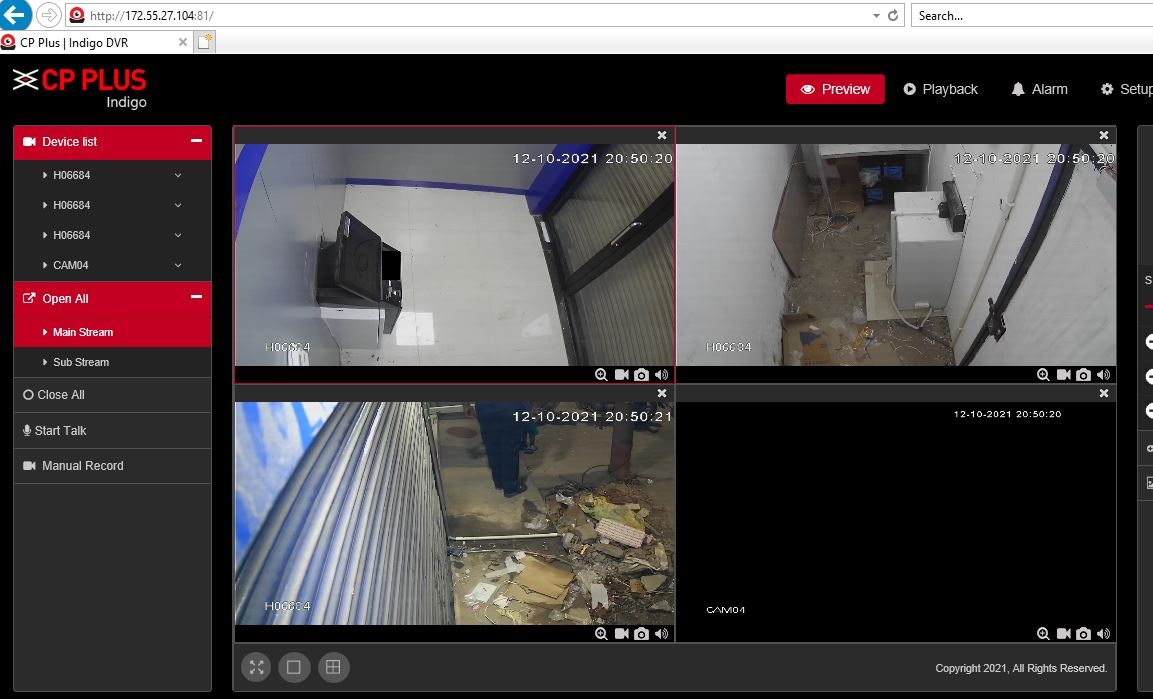 http://172.55.27.104:81/
Search...
CP Plus | Indigo DVR
CP PLUS
Indigo
Preview
Playback
Alarm
Setup
Device list
H06684
H06684
H06684
CAM04
Open All
Main Stream
Sub Stream
Close All
Start Talk
Manual Record
12-10-2021 20:50:20
H06684
12-10-2021 20:50:20
H06684
12-10-2021 20:50:21
H06684
12-10-2021 20:50:20
CAM04
Copyright 2021, All Rights Reserved.
S